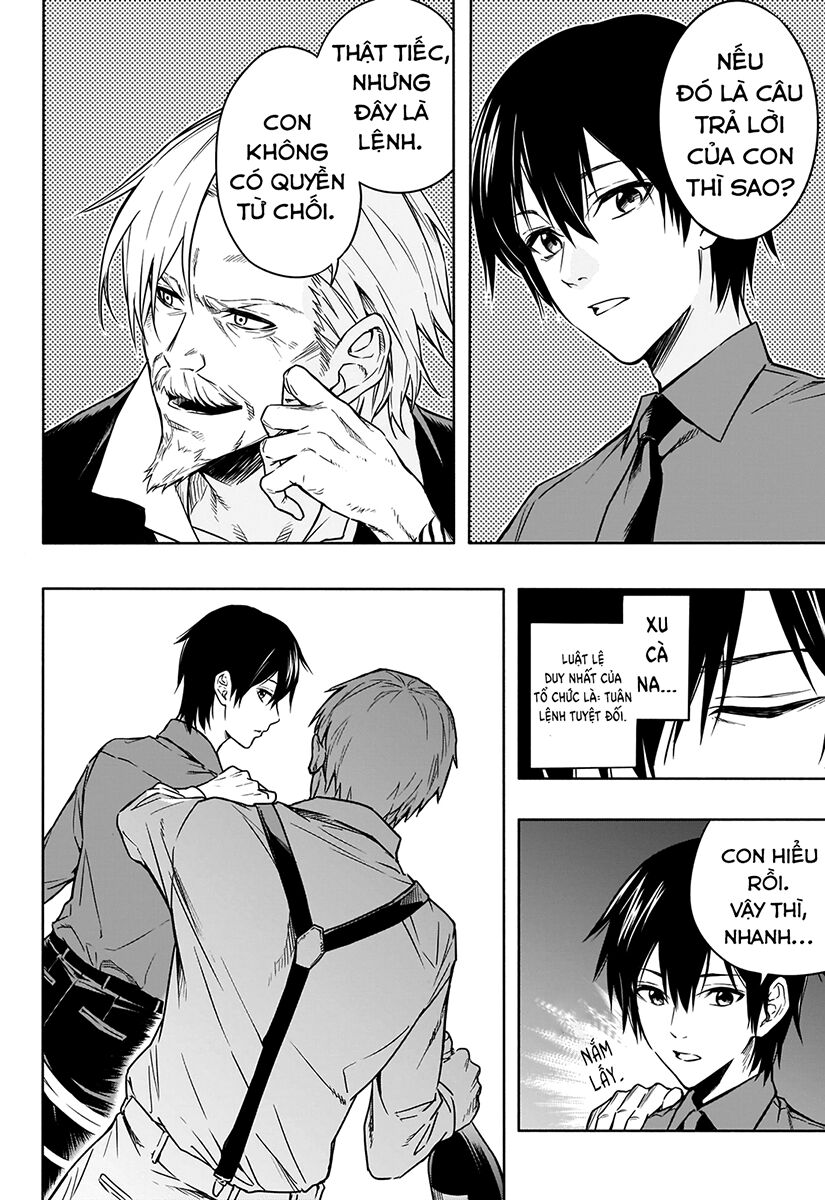 NẾU
ĐÓ LÀ CÂU
TRẢ LỜI
CỦA CON
THÌ SAO?
THẬT TIẾC,
NHƯNG
ĐÂY LÀ
LỆNH.
CON
KHÔNG
CÓ QUYỀN
TỪ CHỐI.
XU
CÀ
NA...
LUẬT LỆ
DUY NHẤT CỦA
TỔ CHỨC LÀ: TUÂN
LỆNH TUYỆT ĐỐI.
CON HIỂU
RỒI.
VẬY THÌ,
NHANH...
NẮM
LẤY.